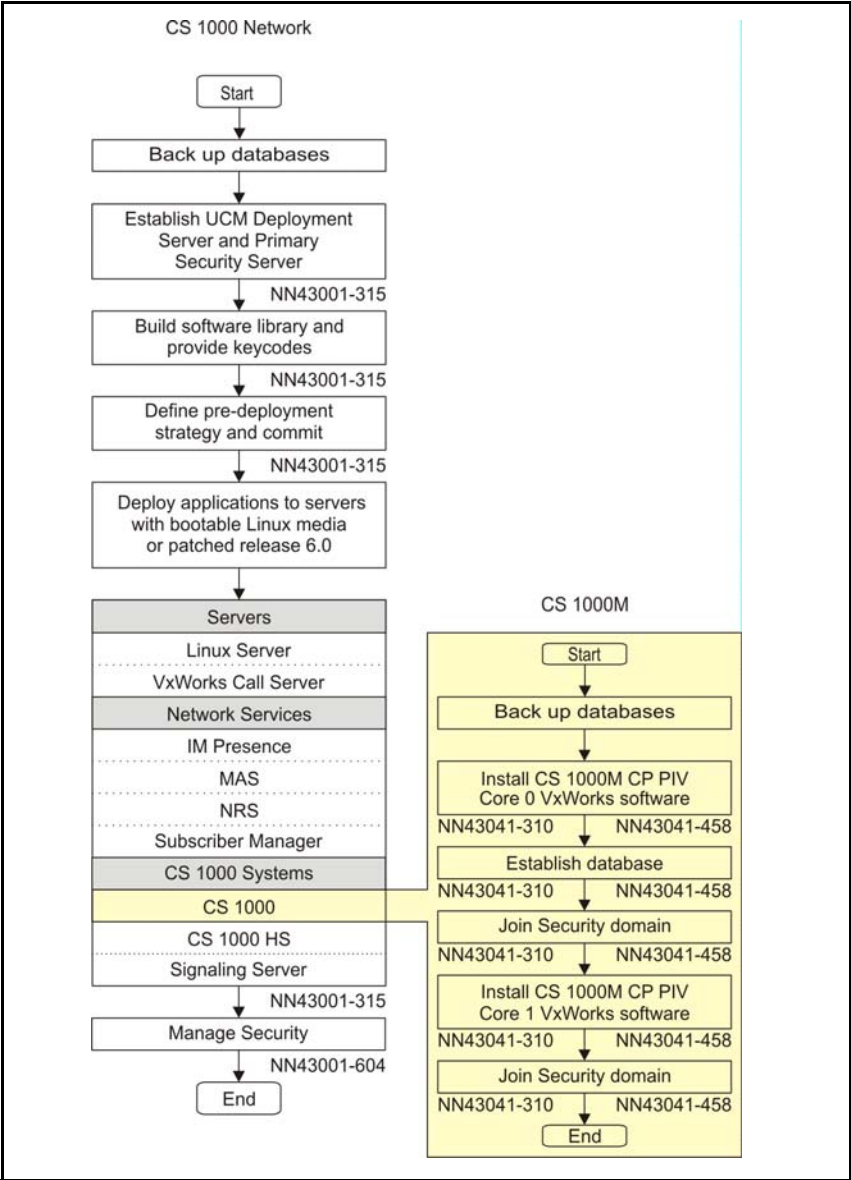 CS 1000 Network
Start
Back up databases
Establish UCM Deployment
Server and Primary
Security Server
NN43001-315
Build software library and
provide keycodes
NN43001-315
Define pre-deployment
strategy and commit
NN43001-315
Deploy applications to servers
with bootable Linux media
or patched release 6.0
Servers
Linux Server
VxWorks Call Server
Network Services
IM Presence
MAS
NRS
Subscriber Manager
CS 1000 Systems
CS 1000
CS 1000 HS
Signaling Server
NN43001-315
Manage Security
NN43001-604
End
CS 1000M
Start
Back up databases
Install CS 1000M CP PIV
Core 0 VxWorks software
NN43041-310 NN43041-458
Establish database
NN43041-310 NN43041-458
Join Security domain
NN43041-310 NN43041-458
Install CS 1000M CP PIV
Core 1 VxWorks software
NN43041-310 NN43041-458
Join Security domain
NN43041-310 NN43041-458
End